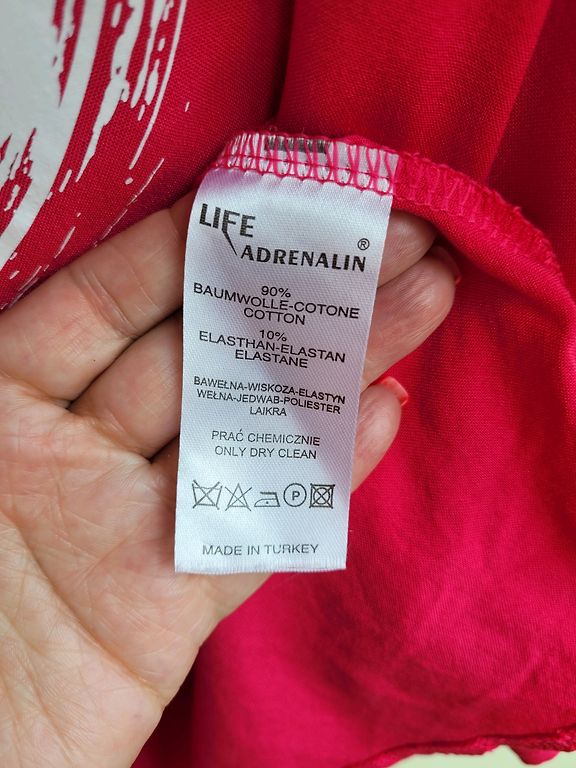 LIFE
ADRENALIN ®
90%
BAUMWOLLE-COTONE
COTTON
10%
ELASTHAN-ELASTAN
ELASTANE
BAWEŁNA-WISKOZA-ELASTYN
WEŁNA-JEDWAB-POLIESTER
LAIKRA
PRAĆ CHEMICZNIE
ONLY DRY CLEAN
P
MADE IN TURKEY